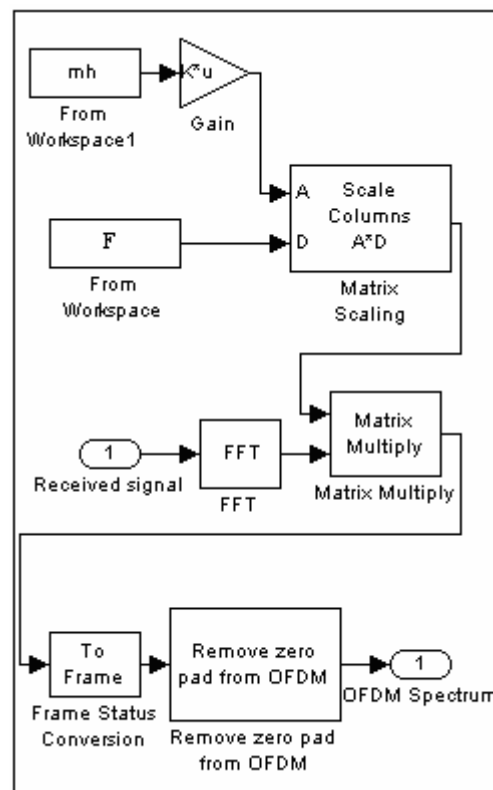 mh
From
Workspace1
K*u
Gain
F
From
Workspace
A
D
Scale
Columns
A*D
Matrix
Scaling
1
Received signal
FFT
FFT
Matrix
Multiply
Matrix Multiply
To
Frame
Frame Status
Conversion
Remove zero
pad from OFDM
Remove zero pad
from OFDM
1
OFDM Spectrum